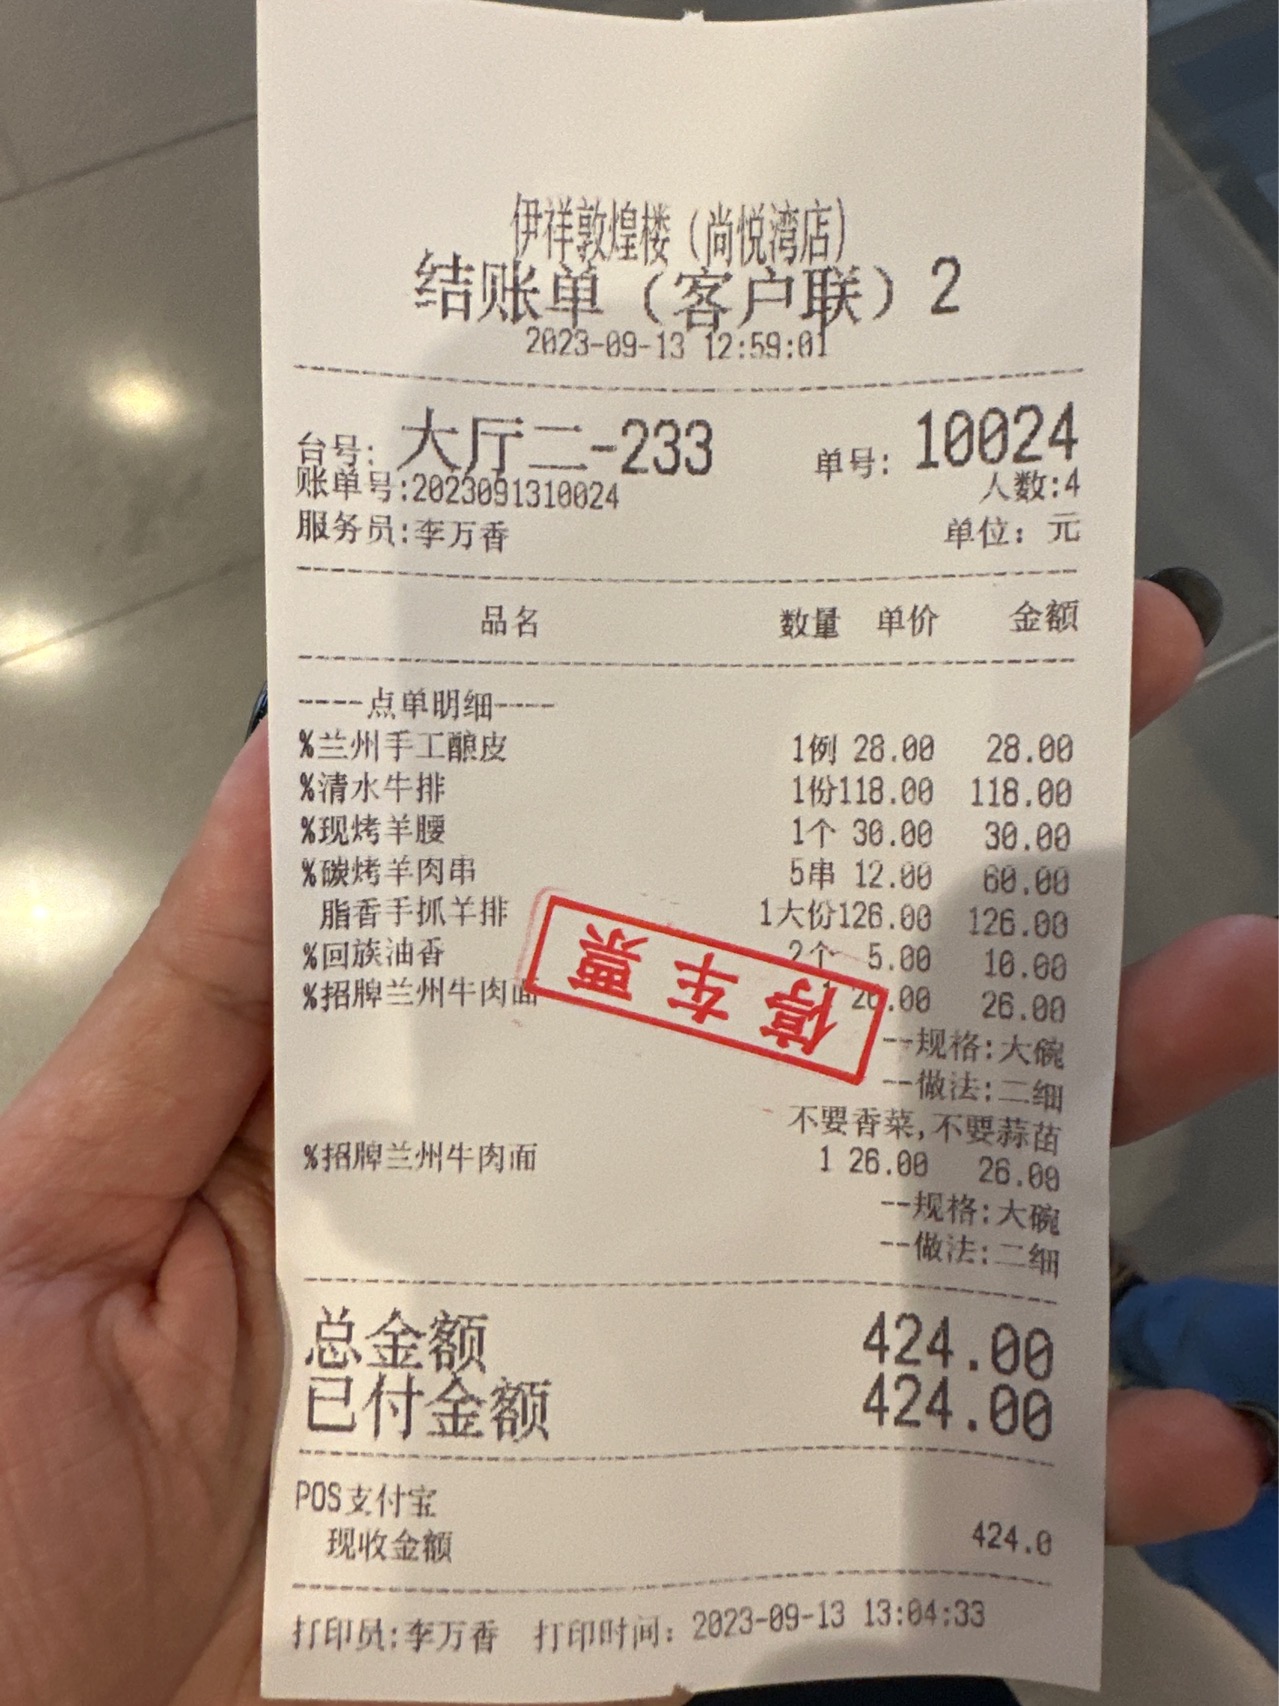 伊祥敦煌楼（尚悦湾店）
结账单（客户联）2
2023-09-13 12:59:01
台号: 大厅二-233 单号: 10024
账单号:2023091310024 人数:4
服务员:李万香 单位: 元
品名 数量 单价 金额
----点单明细----
%兰州手工酿皮 1例 28.00 28.00
%清水牛排 1份118.00 118.00
%现烤羊腰 1个 30.00 30.00
%碳烤羊肉串 5串 12.00 60.00
脂香手抓羊排 1大份126.00 126.00
%回族油香 2个 5.00 10.00
%招牌兰州牛肉面 26.00 26.00
停车票
--规格:大碗
--做法:二细
不要香菜,不要蒜苗
%招牌兰州牛肉面 1 26.00 26.00
--规格:大碗
--做法:二细
总金额 424.00
已付金额 424.00
POS支付宝
现收金额 424.0
打印员:李万香 打印时间: 2023-09-13 13:04:33